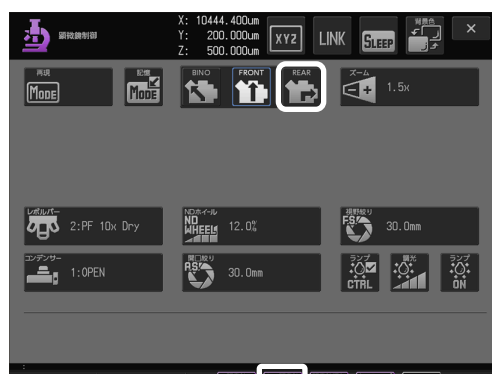 顕微鏡制御
X: 10444.400um
Y: 200.000um
Z: 500.000um
XYZ
LINK
SLEEP
背景色
×
再現
MODE
記憶
MODE
BINO
FRONT
REAR
ズーム
1.5x
レボルバー
2:PF 10x Dry
NDホイール
ND
WHEEL
12.0%
視野絞り
FS
30.0mm
コンデンサー
1:OPEN
開口絞り
AS
30.0mm
ランプ
CTRL
調光
ランプ
ON
: